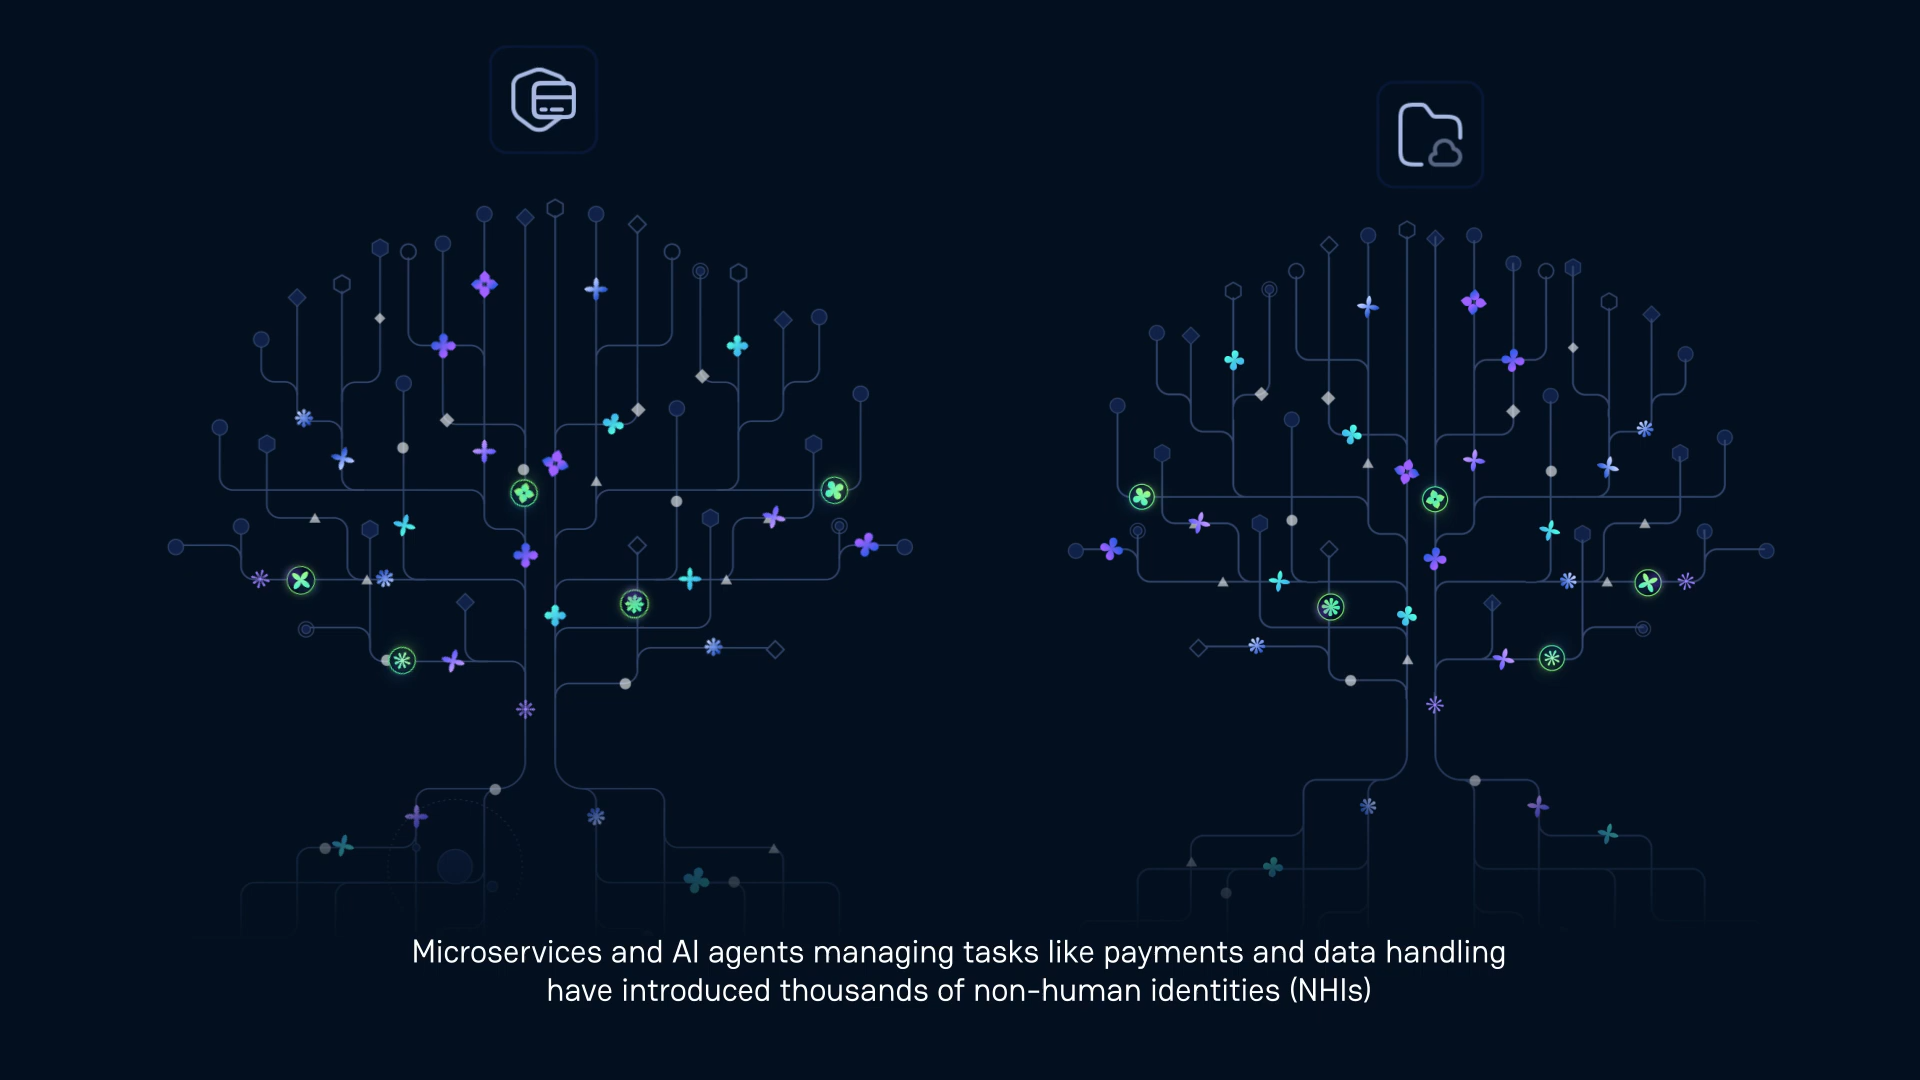 Microservices and AI agents managing tasks like payments and data handling
have introduced thousands of non-human identities (NHIs)